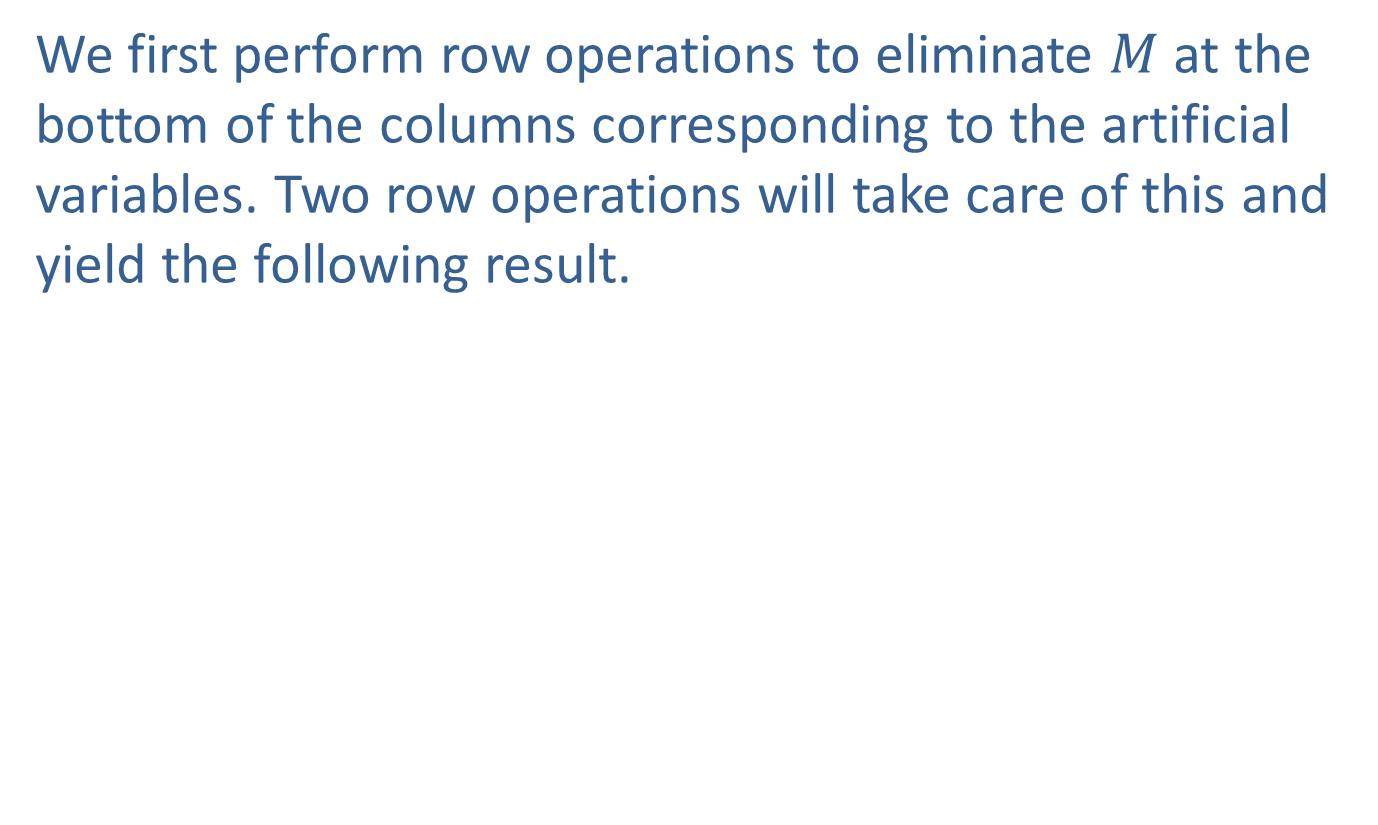 We first perform row operations to eliminate M at the
bottom of the columns corresponding to the artificial
variables. Two row operations will take care of this and
yield the following result.